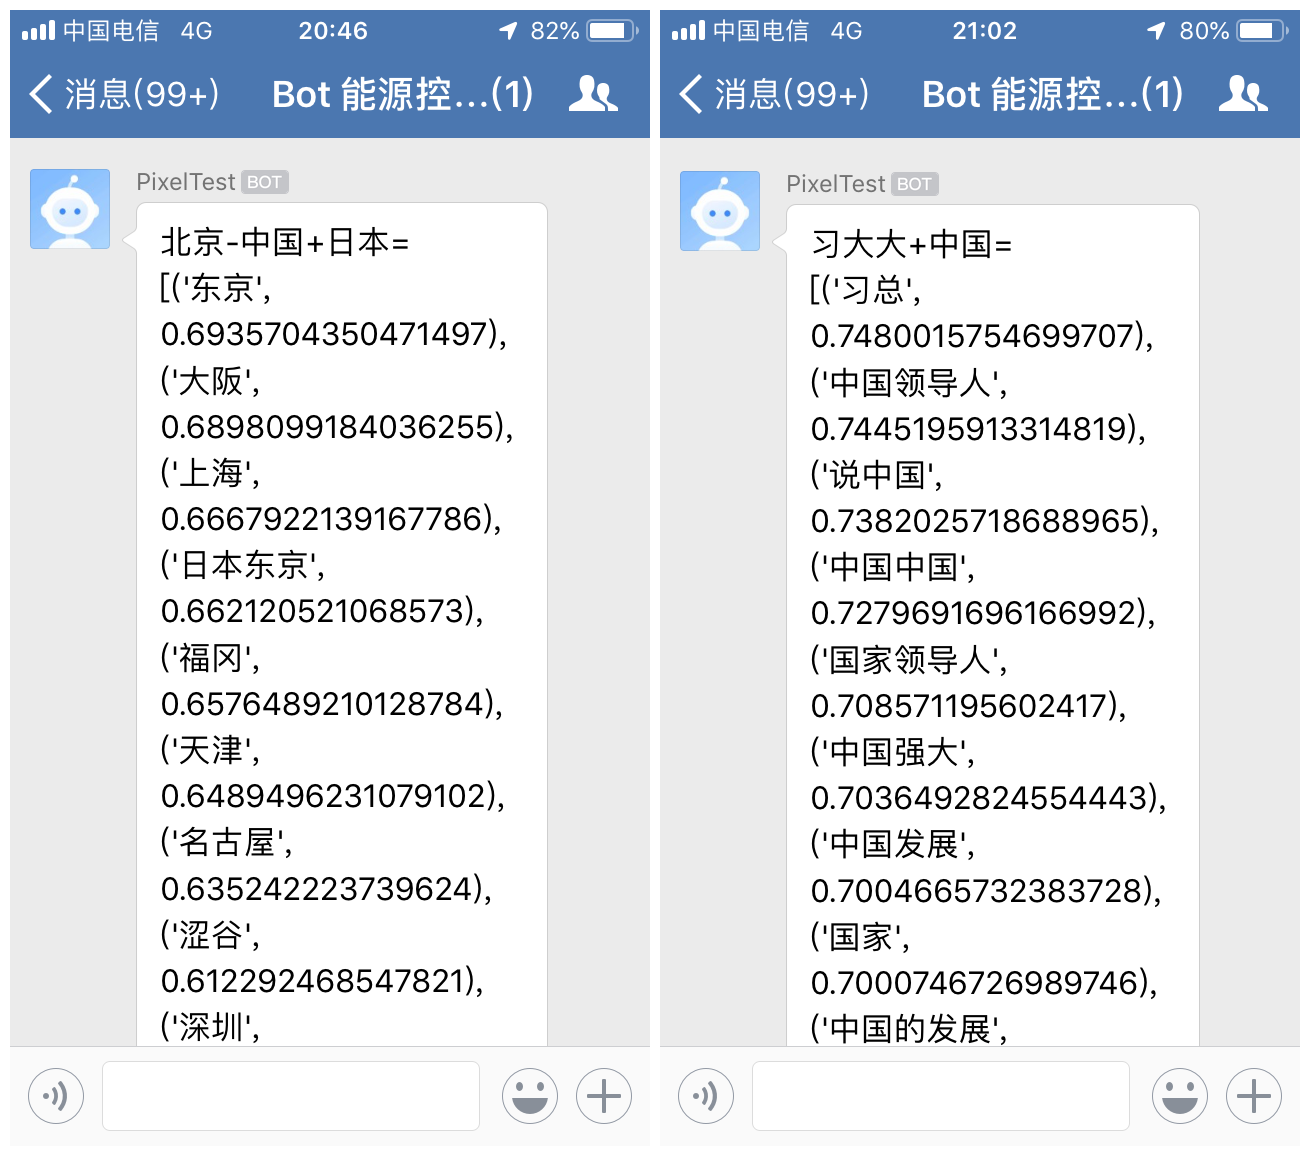 中国电信 4G 20:46 82%
消息(99+) Bot 能源控...(1)
PixelTest BOT
北京-中国+日本=
[('东京',
0.6935704350471497),
('大阪',
0.6898099184036255),
('上海',
0.6667922139167786),
('日本东京',
0.662120521068573),
('福冈',
0.6576489210128784),
('天津',
0.6489496231079102),
('名古屋',
0.635242223739624),
('涩谷',
0.612292468547821),
('深圳',
中国电信 4G 21:02 80%
消息(99+) Bot 能源控...(1)
PixelTest BOT
习大大+中国=
[('习总',
0.7480015754699707),
('中国领导人',
0.7445195913314819),
('说中国',
0.7382025718688965),
('中国中国',
0.7279691696166992),
('国家领导人',
0.708571195602417),
('中国强大',
0.7036492824554443),
('中国发展',
0.7004665732383728),
('国家',
0.7000746726989746),
('中国的发展',